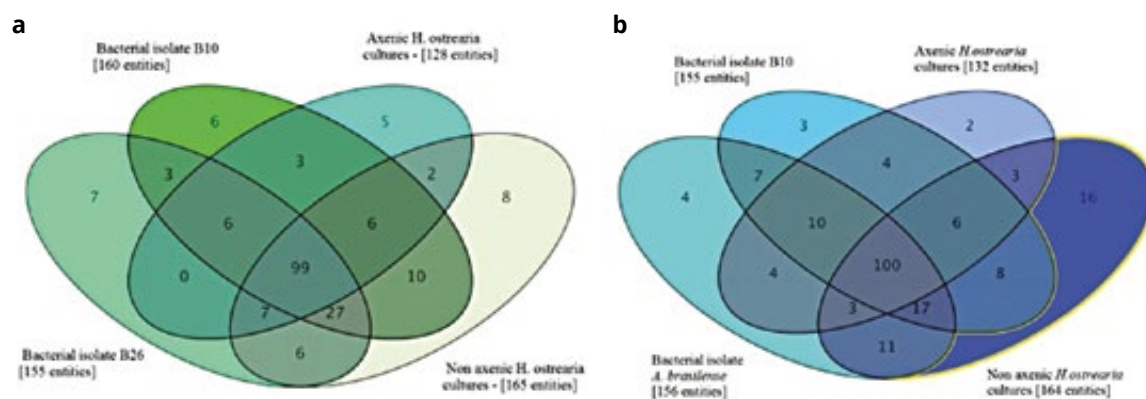 a
Bacterial isolate B10
[160 entities]
Axenic H. ostrearia
cultures - [128 entities]
6
5
3
3
2
7
8
6
6
0
99
10
7
27
6
Bacterial isolate B26
[155 entities]
Non axenic H. ostrearia
cultures - [165 entities]
b
Bacterial isolate B10
[155 entities]
Axenic H.ostrearia
cultures [132 entities]
3
2
7
4
3
4
16
10
6
4
100
8
3
17
11
Bacterial isolate
A. brasilense
[156 entities]
Non axenic H.ostrearia
cultures [164 entities]